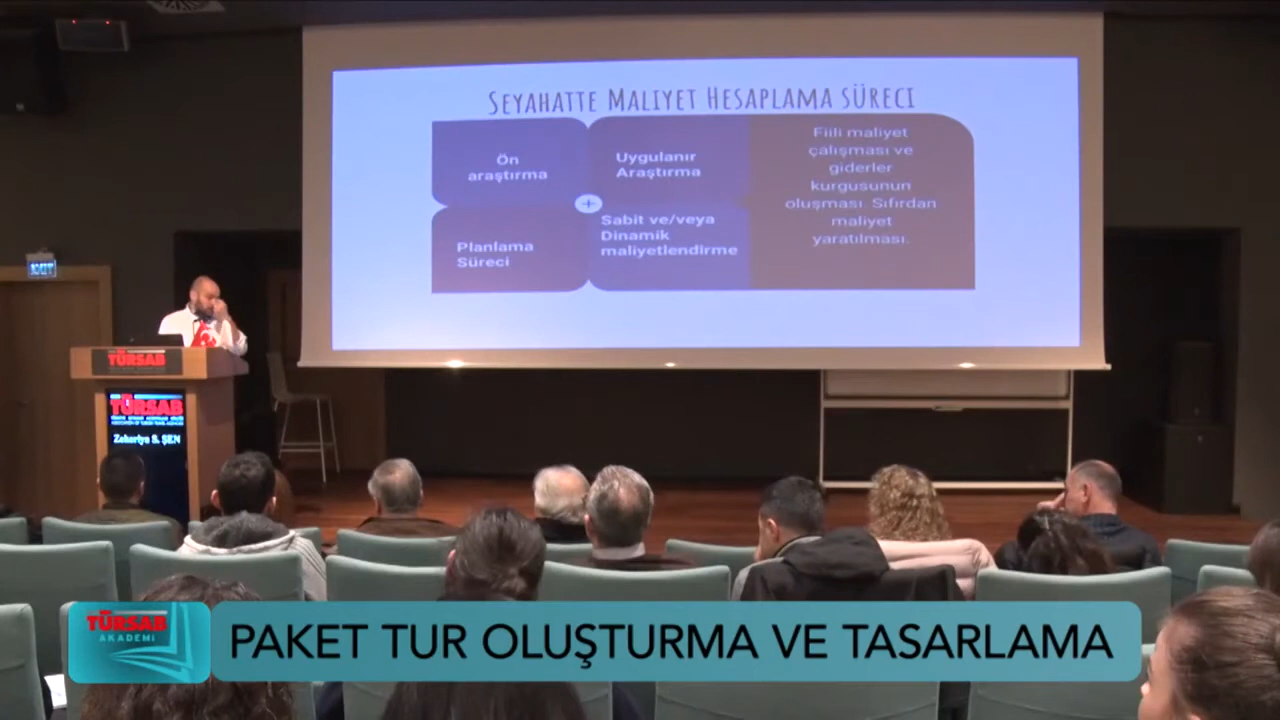 SEYAHATTE MALIYET HESAPLAMA SÜRECI
Ön
araştırma
Uygulanır
Araştırma
Planlama
Süreci
Sabit ve/veya
Dinamik
maliyetlendirme
Fiili maliyet
çalışması ve
giderler
kurgusunun
oluşması. Sıfırdan
maliyet
yaratılması.
EXIT
TÜRSAB
TÜRSAB
Zekeriya S. ŞEN
TÜRSAB
AKADEMİ
PAKET TUR OLUŞTURMA VE TASARLAMA